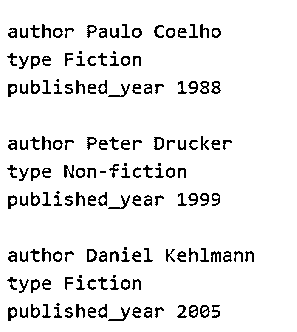 author Paulo Coelho
type Fiction
published_year 1988

author Peter Drucker
type Non-fiction
published_year 1999

author Daniel Kehlmann
type Fiction
published_year 2005